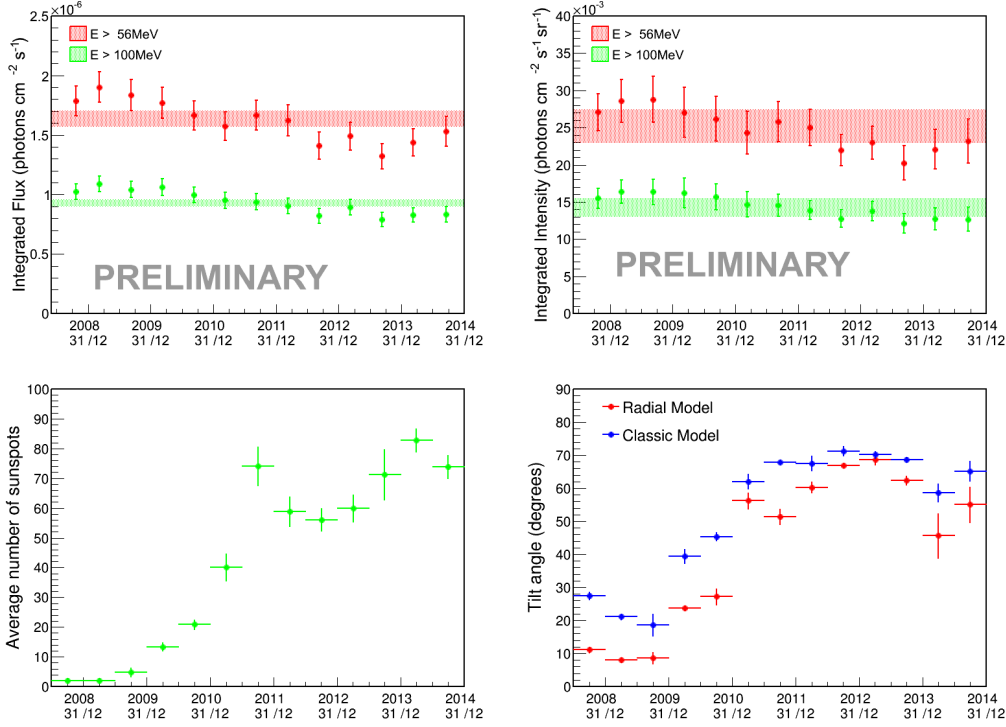 ×10⁻⁶
2.5
2
1.5
1
0.5
0
Integrated Flux (photons cm ⁻² s⁻¹)
E > 56MeV
E > 100MeV
PRELIMINARY
2008 2009 2010 2011 2012 2013 2014
31 /12 31 /12 31 /12 31 /12 31 /12 31 /12 31 /12
×10⁻³
40
35
30
25
20
15
10
5
0
Integrated Intensity (photons cm ⁻² s⁻¹ sr⁻¹)
E > 56MeV
E > 100MeV
PRELIMINARY
2008 2009 2010 2011 2012 2013 2014
31 /12 31 /12 31 /12 31 /12 31 /12 31 /12 31 /12
100
90
80
70
60
50
40
30
20
10
0
Average number of sunspots
2008 2009 2010 2011 2012 2013 2014
31 /12 31 /12 31 /12 31 /12 31 /12 31 /12 31 /12
90
80
70
60
50
40
30
20
10
0
Tilt angle (degrees)
Radial Model
Classic Model
2008 2009 2010 2011 2012 2013 2014
31 /12 31 /12 31 /12 31 /12 31 /12 31 /12 31 /12